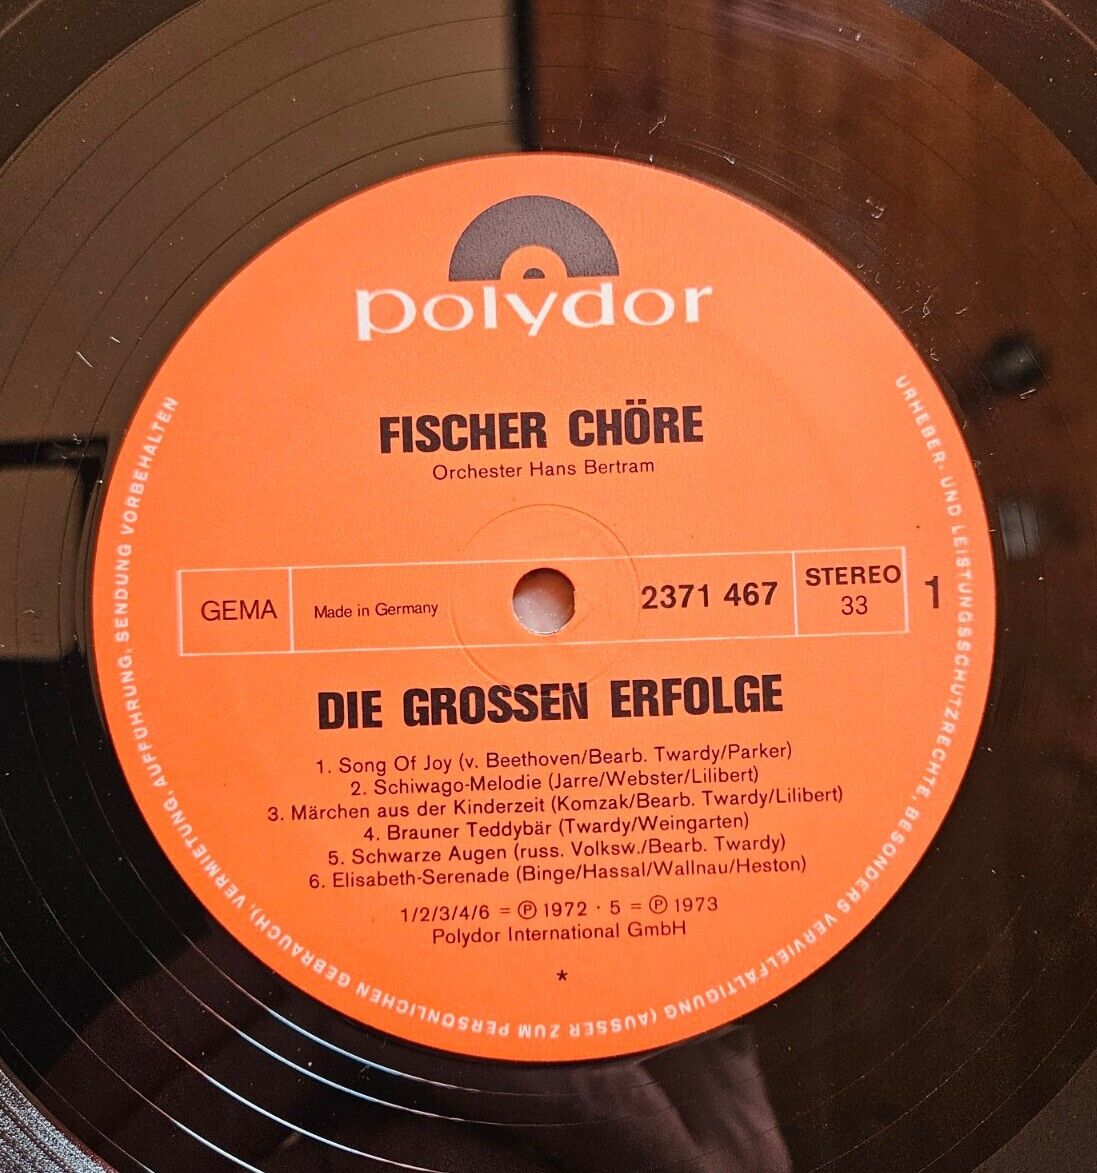 polydor
FISCHER CHÖRE
Orchester Hans Bertram
GEMA
Made in Germany
2371 467
STEREO
33
1
DIE GROSSEN ERFOLGE
1. Song Of Joy (v. Beethoven/Bearb. Twardy/Parker)
2. Schiwago-Melodie (Jarre/Webster/Lilibert)
3. Märchen aus der Kinderzeit (Komzak/Bearb. Twardy/Lilibert)
4. Brauner Teddybär (Twardy/Weingarten)
5. Schwarze Augen (russ. Volksw./Bearb. Twardy)
6. Elisabeth-Serenade (Binge/Hassal/Wallnau/Heston)
1/2/3/4/6 = ℗ 1972 · 5 = ℗ 1973
Polydor International GmbH
*
URHEBER- UND LEISTUNGSSCHUTZRECHTE, BESONDERS VERVIELFÄLTIGUNG (AUSSER ZUM PERSÖNLICHEN GEBRAUCH), VERMIETUNG, AUFFÜHRUNG, SENDUNG VORBEHALTEN